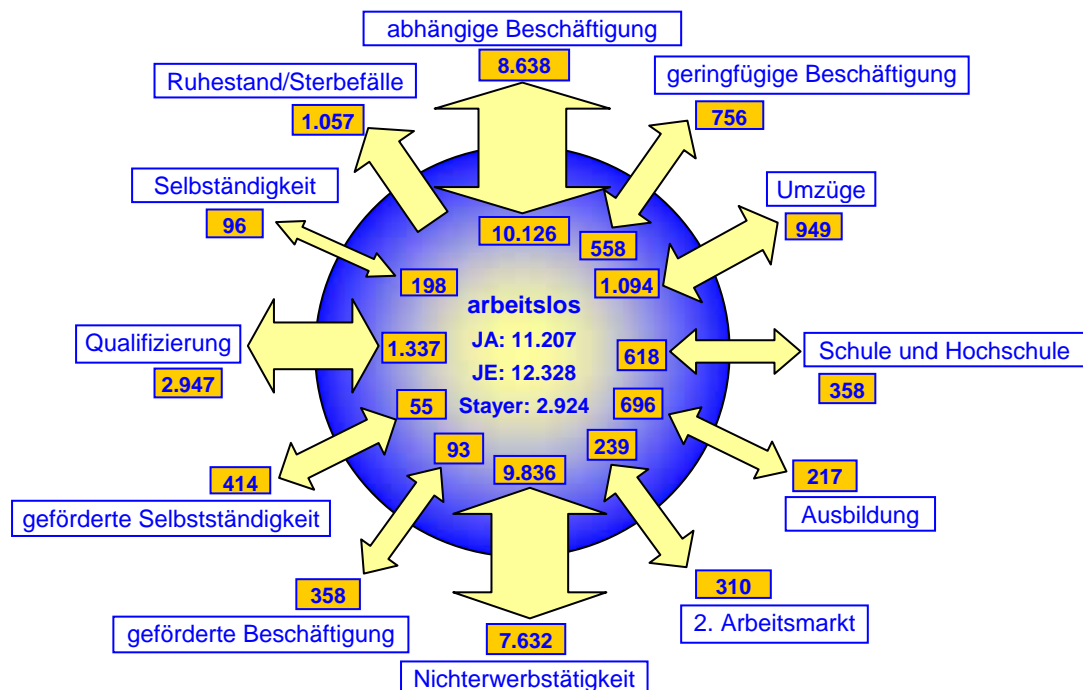 abhängige Beschäftigung
8.638
Ruhestand/Sterbefälle
1.057
geringfügige Beschäftigung
756
Selbständigkeit
96
Umzüge
949
10.126
558
198
1.094
arbeitslos
JA: 11.207
JE: 12.328
Stayer: 2.924
Qualifizierung
2.947
1.337
618
Schule und Hochschule
358
55
696
93
239
9.836
414
geförderte Selbstständigkeit
217
Ausbildung
358
geförderte Beschäftigung
310
2. Arbeitsmarkt
7.632
Nichterwerbstätigkeit